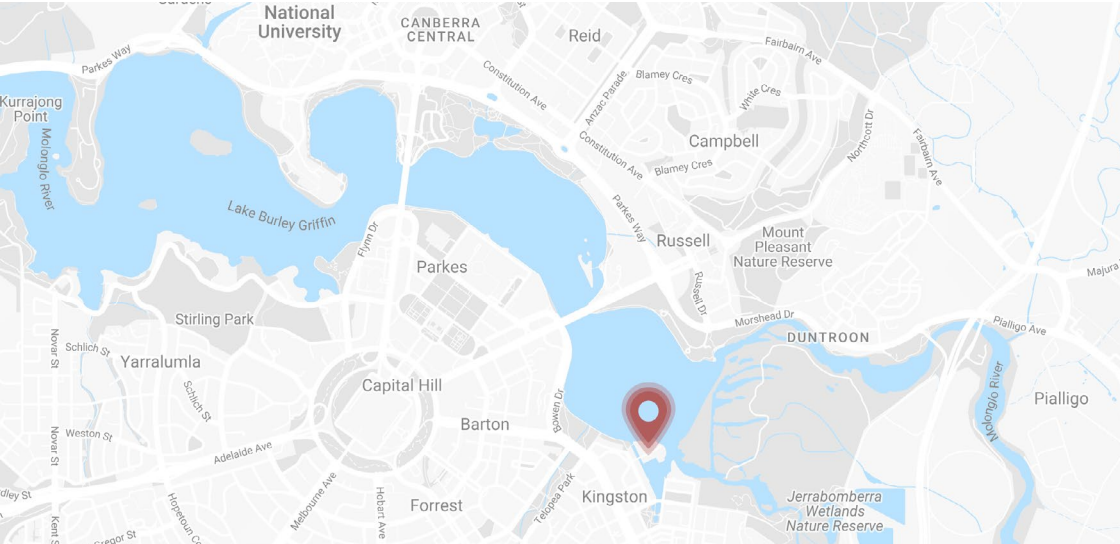 National
University
CANBERRA
CENTRAL
Reid
Fairbairn Ave
Parkes Way
Constitution Ave
Blamey Cres
Anzac Parade
White Cres
Kurrajong
Point
Molonglo River
Campbell
Northcott Dr
Fairbairn Ave
Constitution Ave
Blamey Cres
Lake Burley Griffin
Parkes Way
Flynn Dr
Russell
Mount
Pleasant
Nature Reserve
Parkes
Majura
Russell Dr
Stirling Park
Morshead Dr
DUNTROON
Pialligo Ave
Novar St
Schlich St
Yarralumla
Capital Hill
Schlich St
Bowen Dr
Molonglo River
Pialligo
Barton
Weston St
Novar St
Adelaide Ave
Melbourne Ave
Hobart Ave
Forrest
Telopea Park
Kingston
Jerrabomberra
Wetlands
Nature Reserve
dley St
Hopetoun C
Kent S
egor St